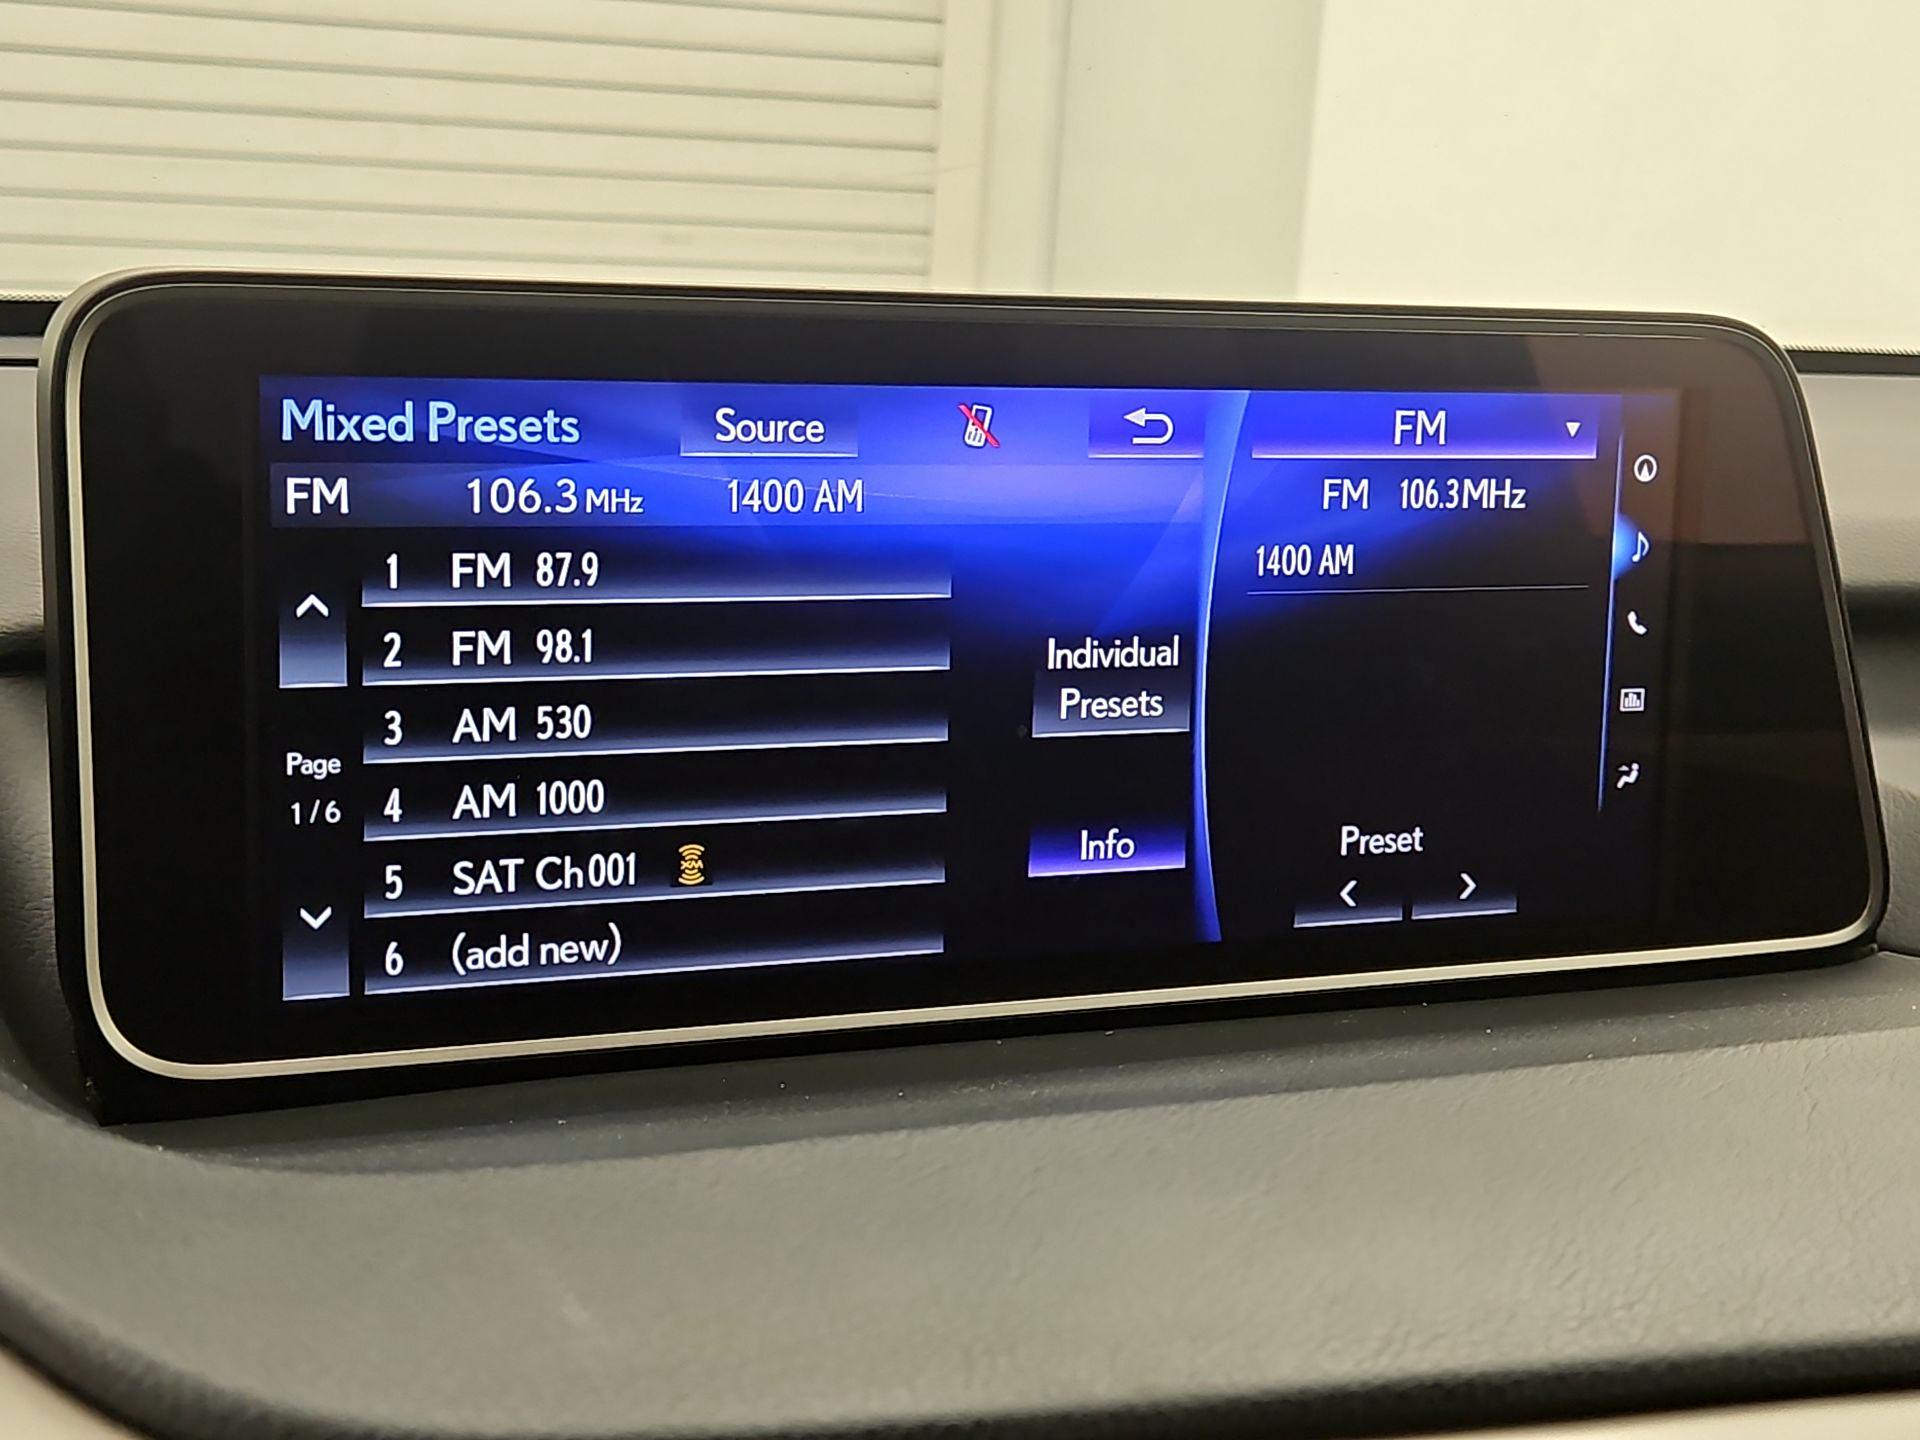 Mixed Presets Source FM
FM 106.3 MHz 1400 AM
FM 106.3MHz
1400 AM
1 FM 87.9
2 FM 98.1
3 AM 530
4 AM 1000
5 SAT Ch001 XM
6 (add new)
Page
1/6
Individual
Presets
Info
Preset